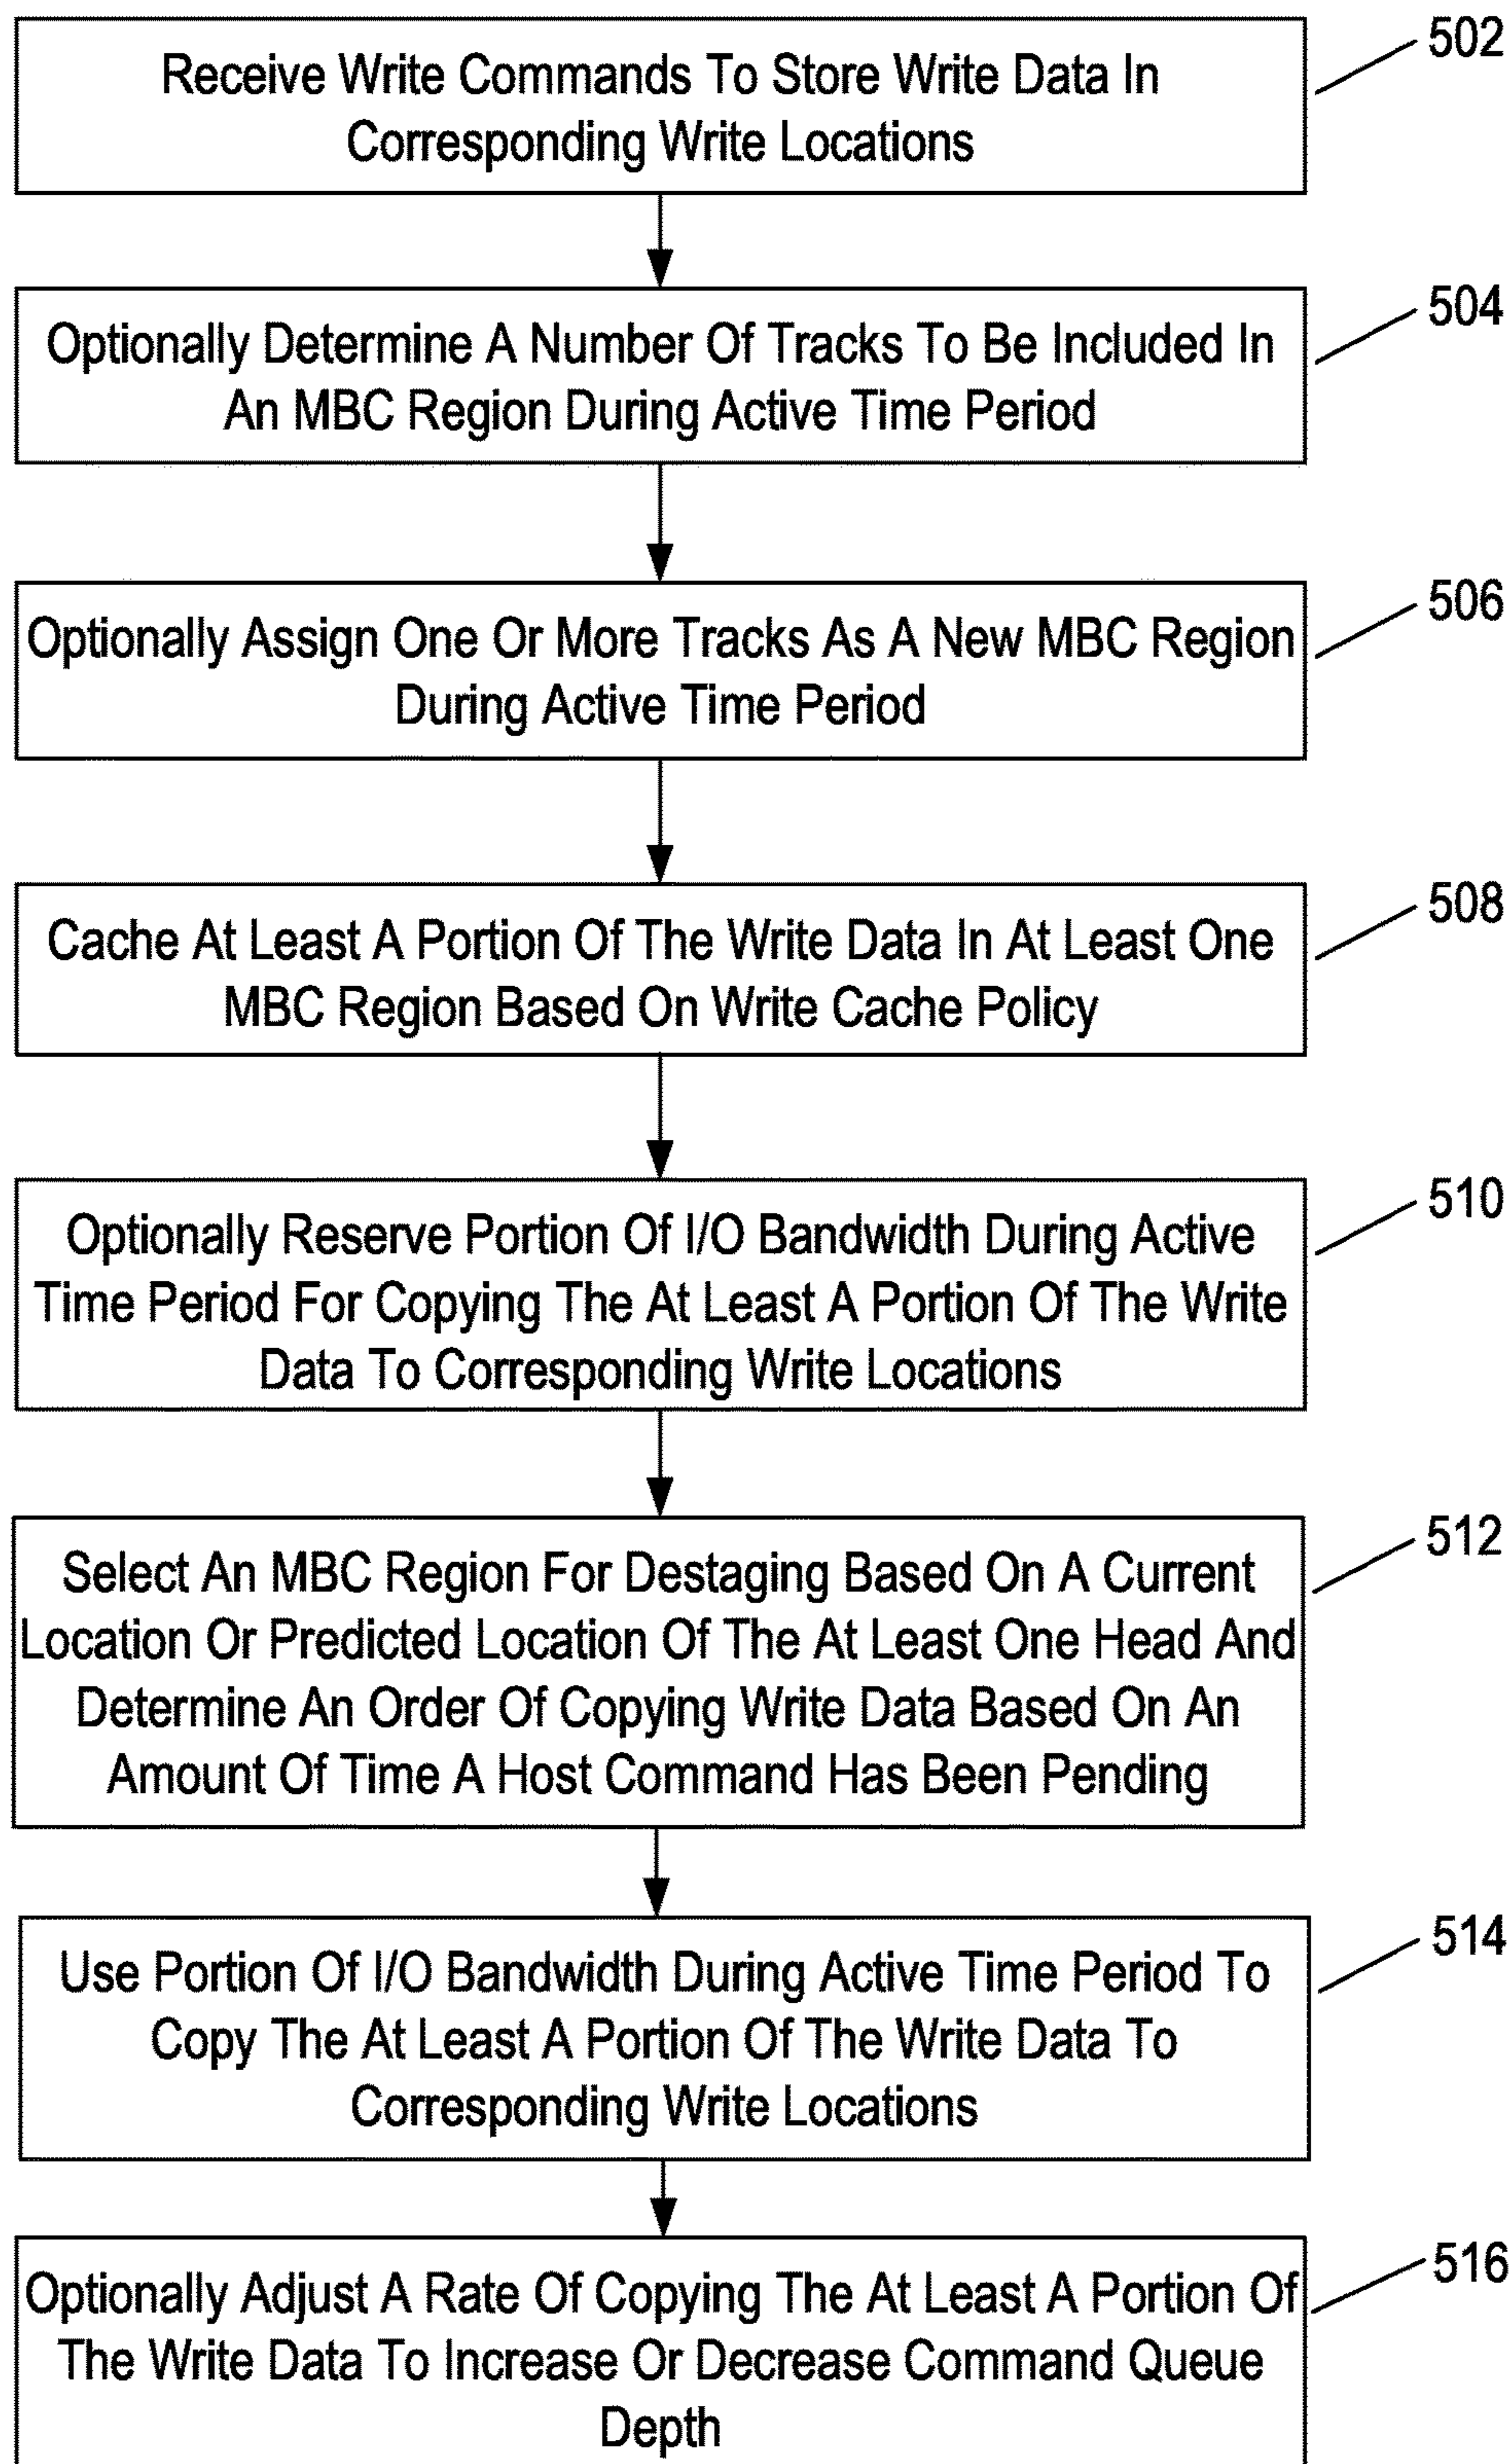 Receive Write Commands To Store Write Data In
Corresponding Write Locations
502
Optionally Determine A Number Of Tracks To Be Included In
An MBC Region During Active Time Period
504
Optionally Assign One Or More Tracks As A New MBC Region
During Active Time Period
506
Cache At Least A Portion Of The Write Data In At Least One
MBC Region Based On Write Cache Policy
508
Optionally Reserve Portion Of I/O Bandwidth During Active
Time Period For Copying The At Least A Portion Of The Write
Data To Corresponding Write Locations
510
Select An MBC Region For Destaging Based On A Current
Location Or Predicted Location Of The At Least One Head And
Determine An Order Of Copying Write Data Based On An
Amount Of Time A Host Command Has Been Pending
512
Use Portion Of I/O Bandwidth During Active Time Period To
Copy The At Least A Portion Of The Write Data To
Corresponding Write Locations
514
Optionally Adjust A Rate Of Copying The At Least A Portion Of
The Write Data To Increase Or Decrease Command Queue
Depth
516